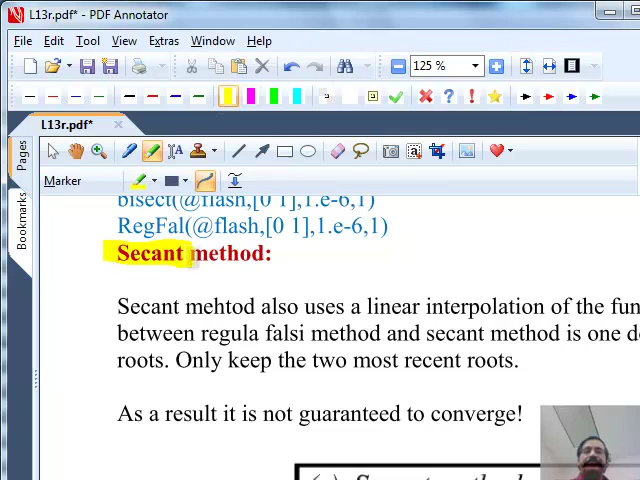 L13r.pdf* - PDF Annotator
File Edit Tool View Extras Window Help
125 %
L13r.pdf*
Pages
Bookmarks
Marker
bisect(@flash,[0 1],1.e-6,1)
RegFal(@flash,[0 1],1.e-6,1)
Secant method:
Secant mehtod also uses a linear interpolation of the fun
between regula falsi method and secant method is one do
roots. Only keep the two most recent roots.
As a result it is not guaranteed to converge!